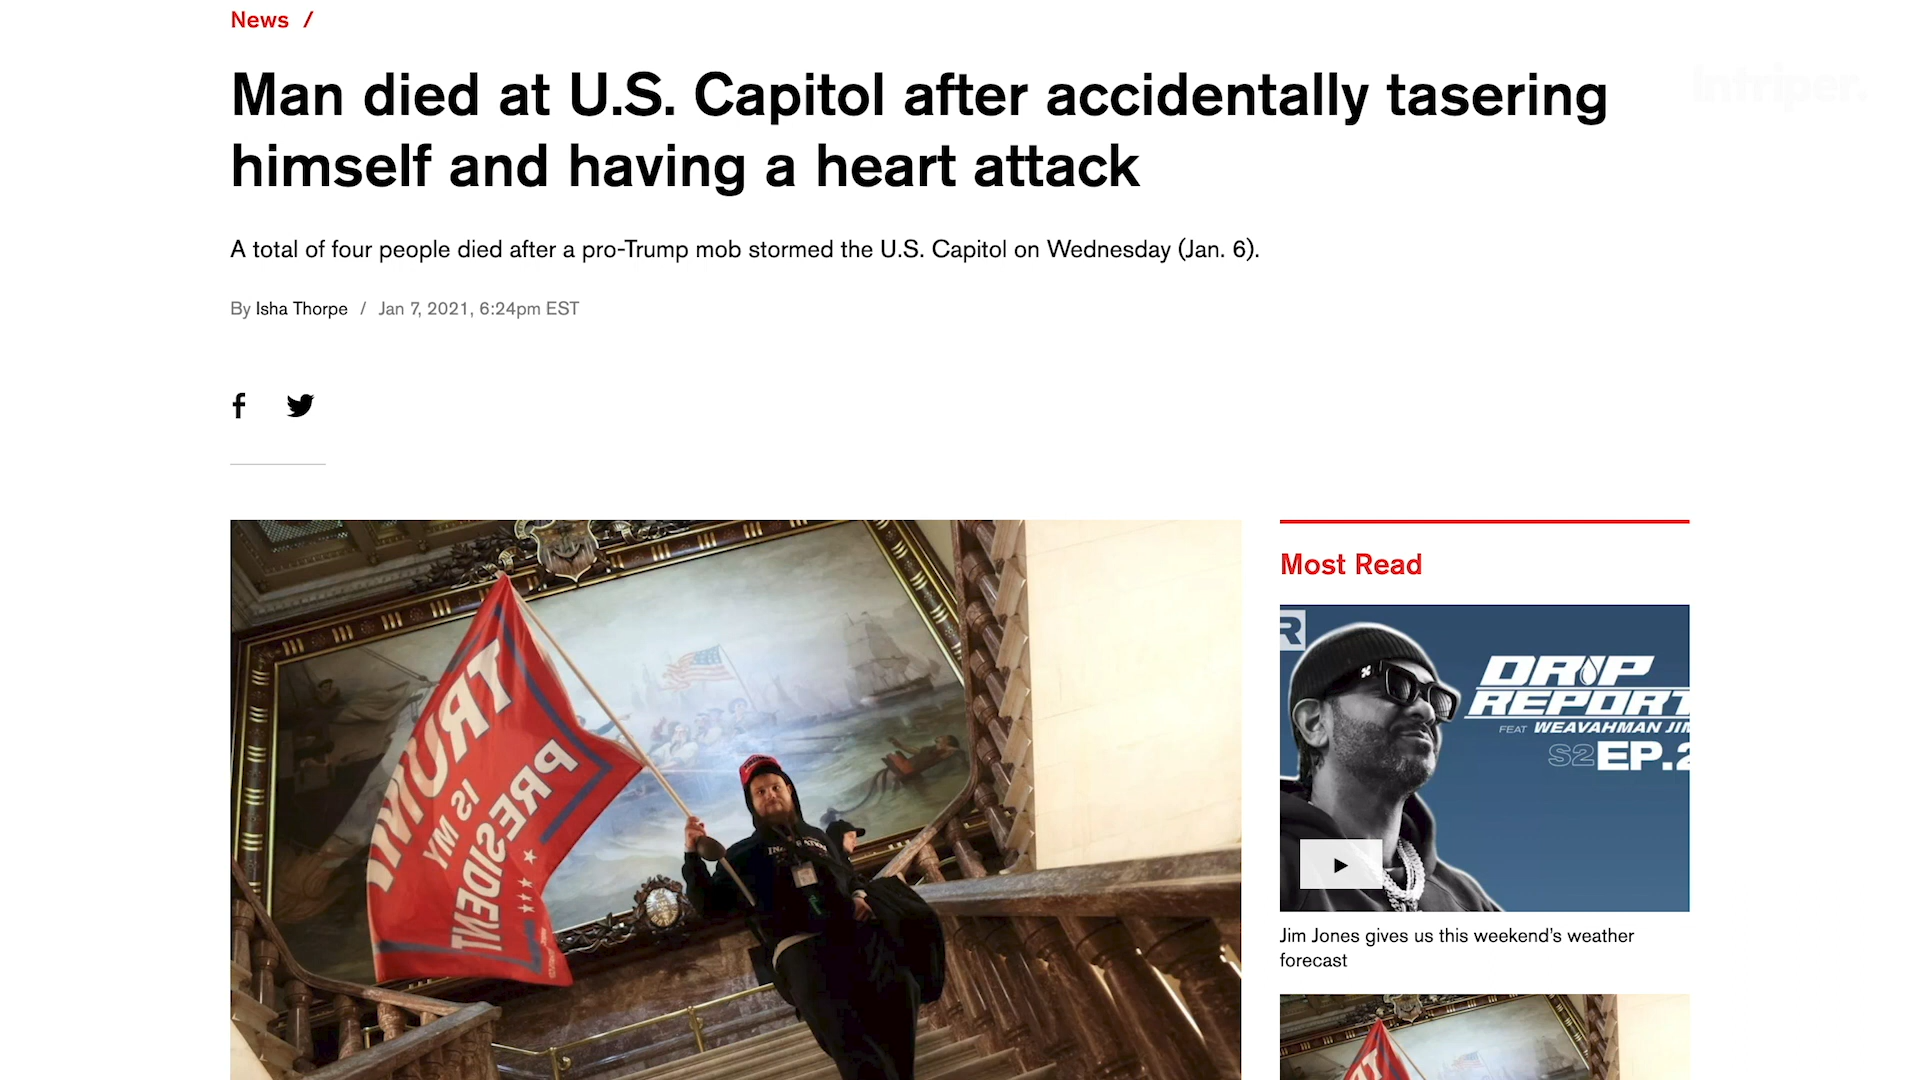 News /
Intriper.
Man died at U.S. Capitol after accidentally tasering
himself and having a heart attack
A total of four people died after a pro-Trump mob stormed the U.S. Capitol on Wednesday (Jan. 6).
By Isha Thorpe / Jan 7, 2021, 6:24pm EST
TRUMP
IS MY
PRESIDENT
Most Read
R
DRIP
REPORT
FEAT WEAVAHMAN JIM
S2 EP.2
Jim Jones gives us this weekend's weather
forecast